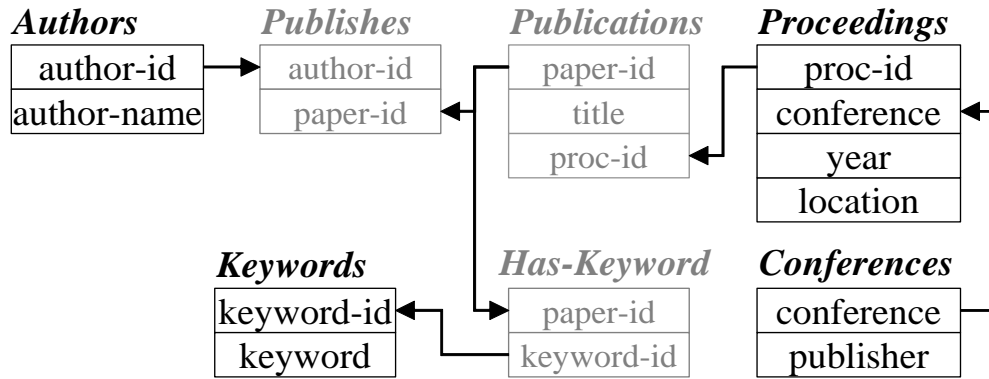 Authors
author-id
author-name
Publishes
author-id
paper-id
Publications
paper-id
title
proc-id
Proceedings
proc-id
conference
year
location
Keywords
keyword-id
keyword
Has-Keyword
paper-id
keyword-id
Conferences
conference
publisher